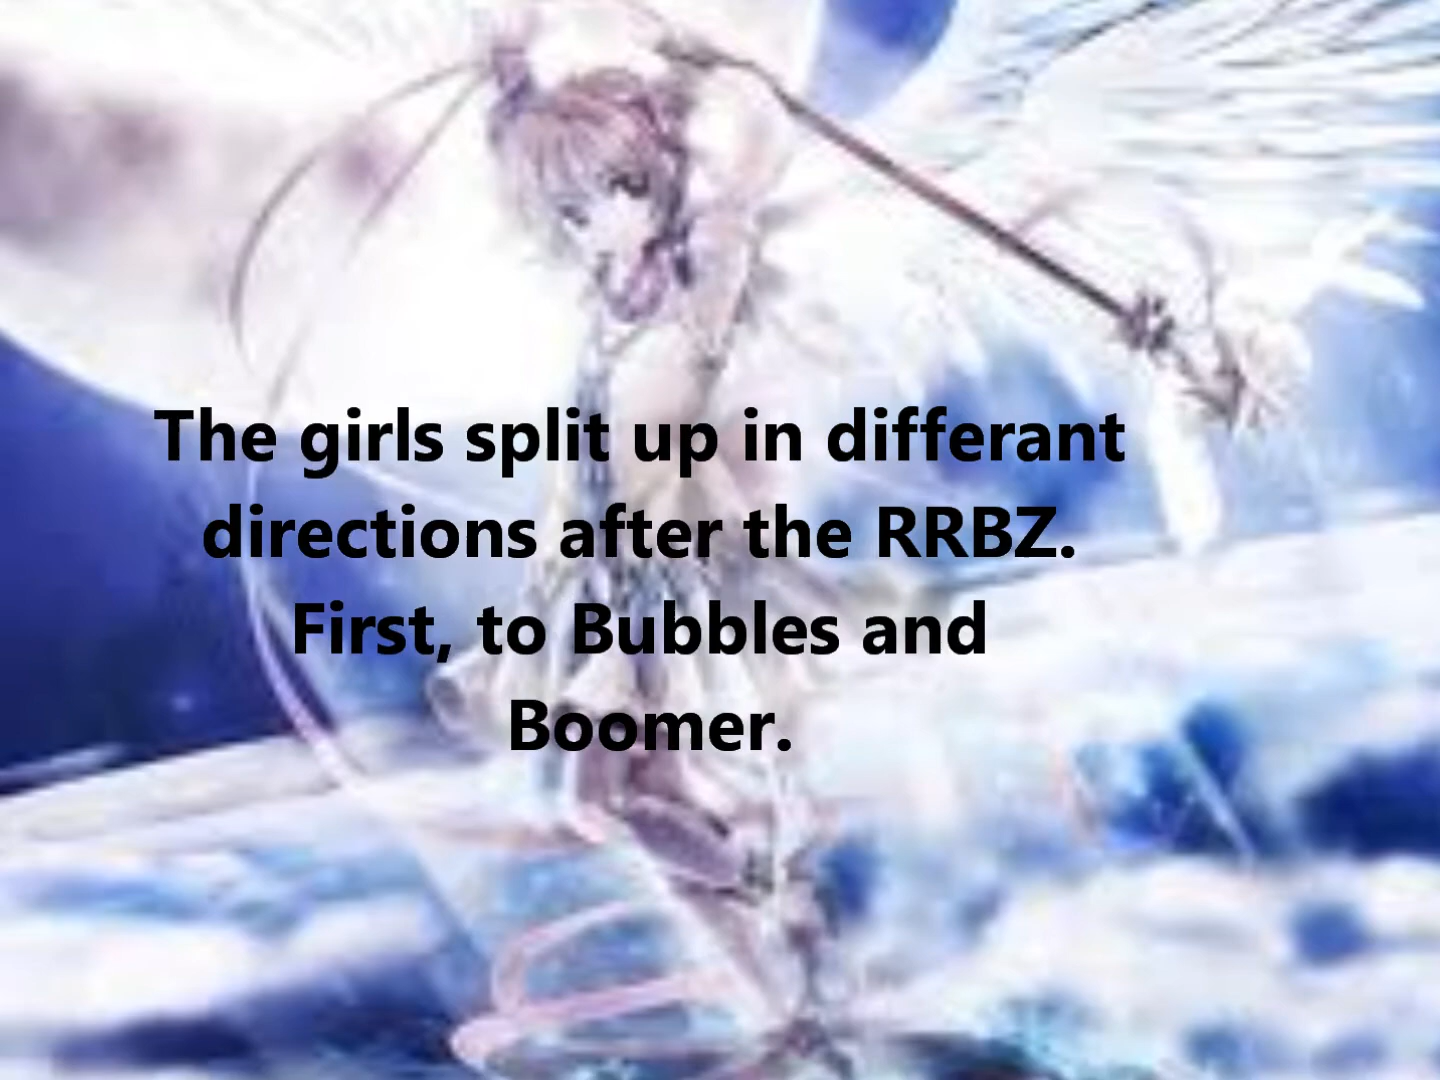 The girls split up in differant
directions after the RRBZ.
First, to Bubbles and
Boomer.